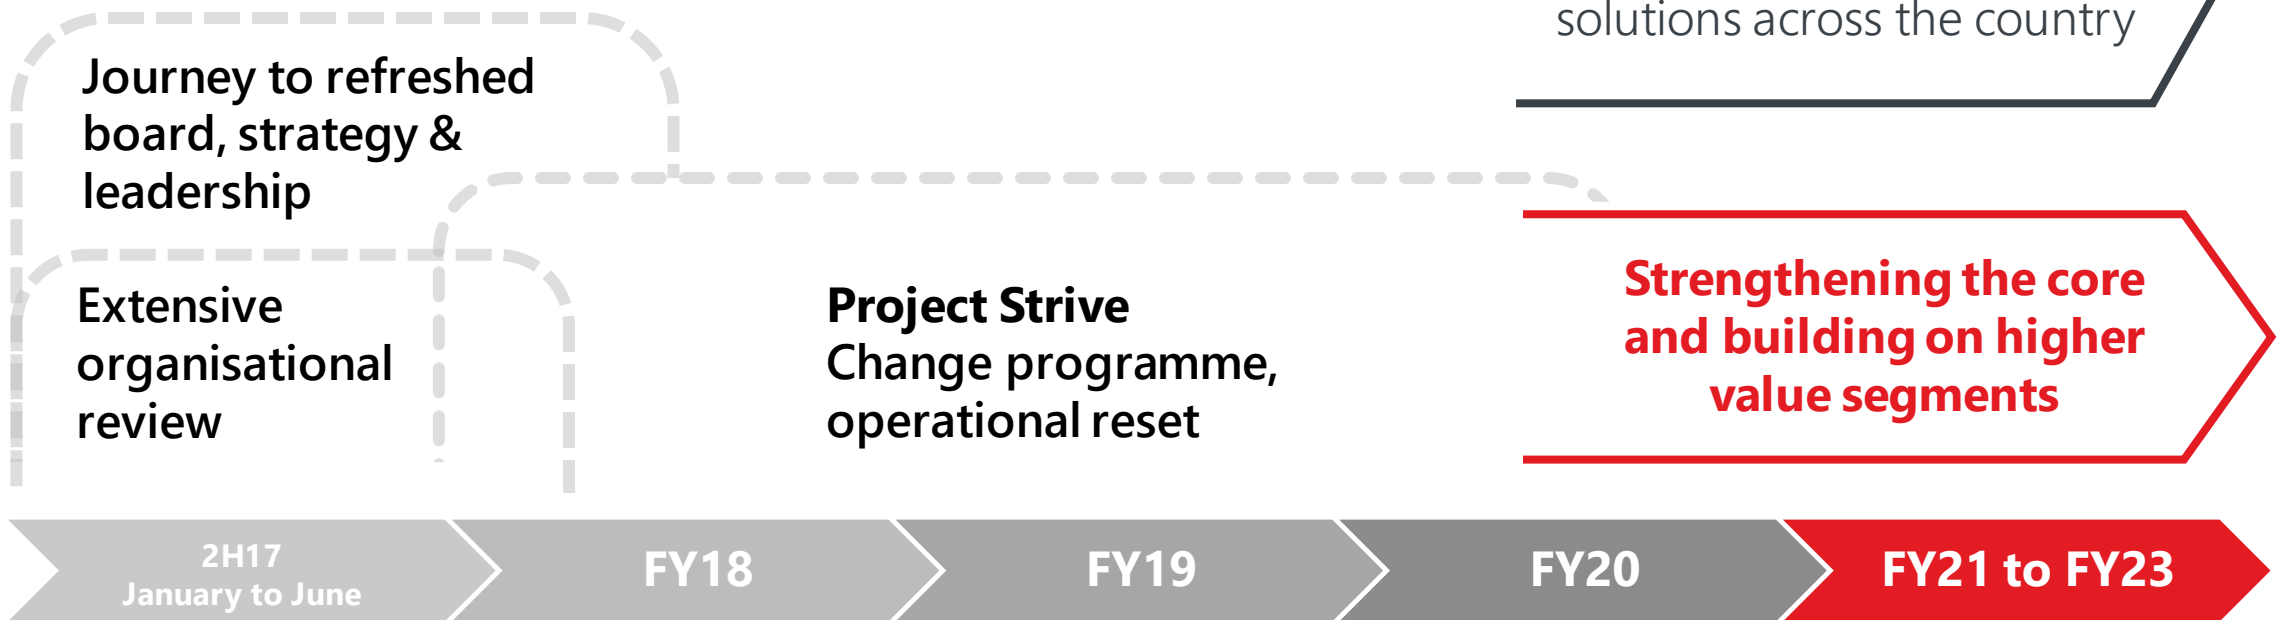 solutions across the country
Journey to refreshed
board, strategy &
leadership
Extensive
organisational
review
Project Strive
Change programme,
operational reset
Strengthening the core
and building on higher
value segments
2H17
January to June
FY18
FY19
FY20
FY21 to FY23